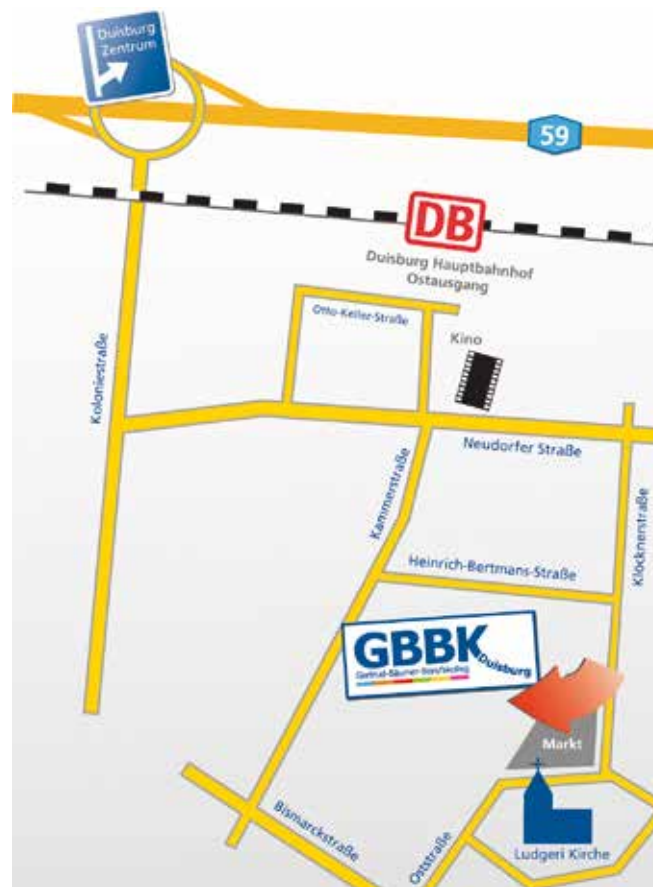 Duisburg
Zentrum
59
DB
Duisburg Hauptbahnhof
Ostausgang
Otto-Keller-Straße
Kino
Koloniestraße
Neudorfer Straße
Kammerstraße
Klöcknerstraße
Heinrich-Bertmans-Straße
GBBK
Duisburg
Gertrud-Bäumer-Berufskolleg
Markt
Bismarckstraße
Oststraße
Ludgeri Kirche